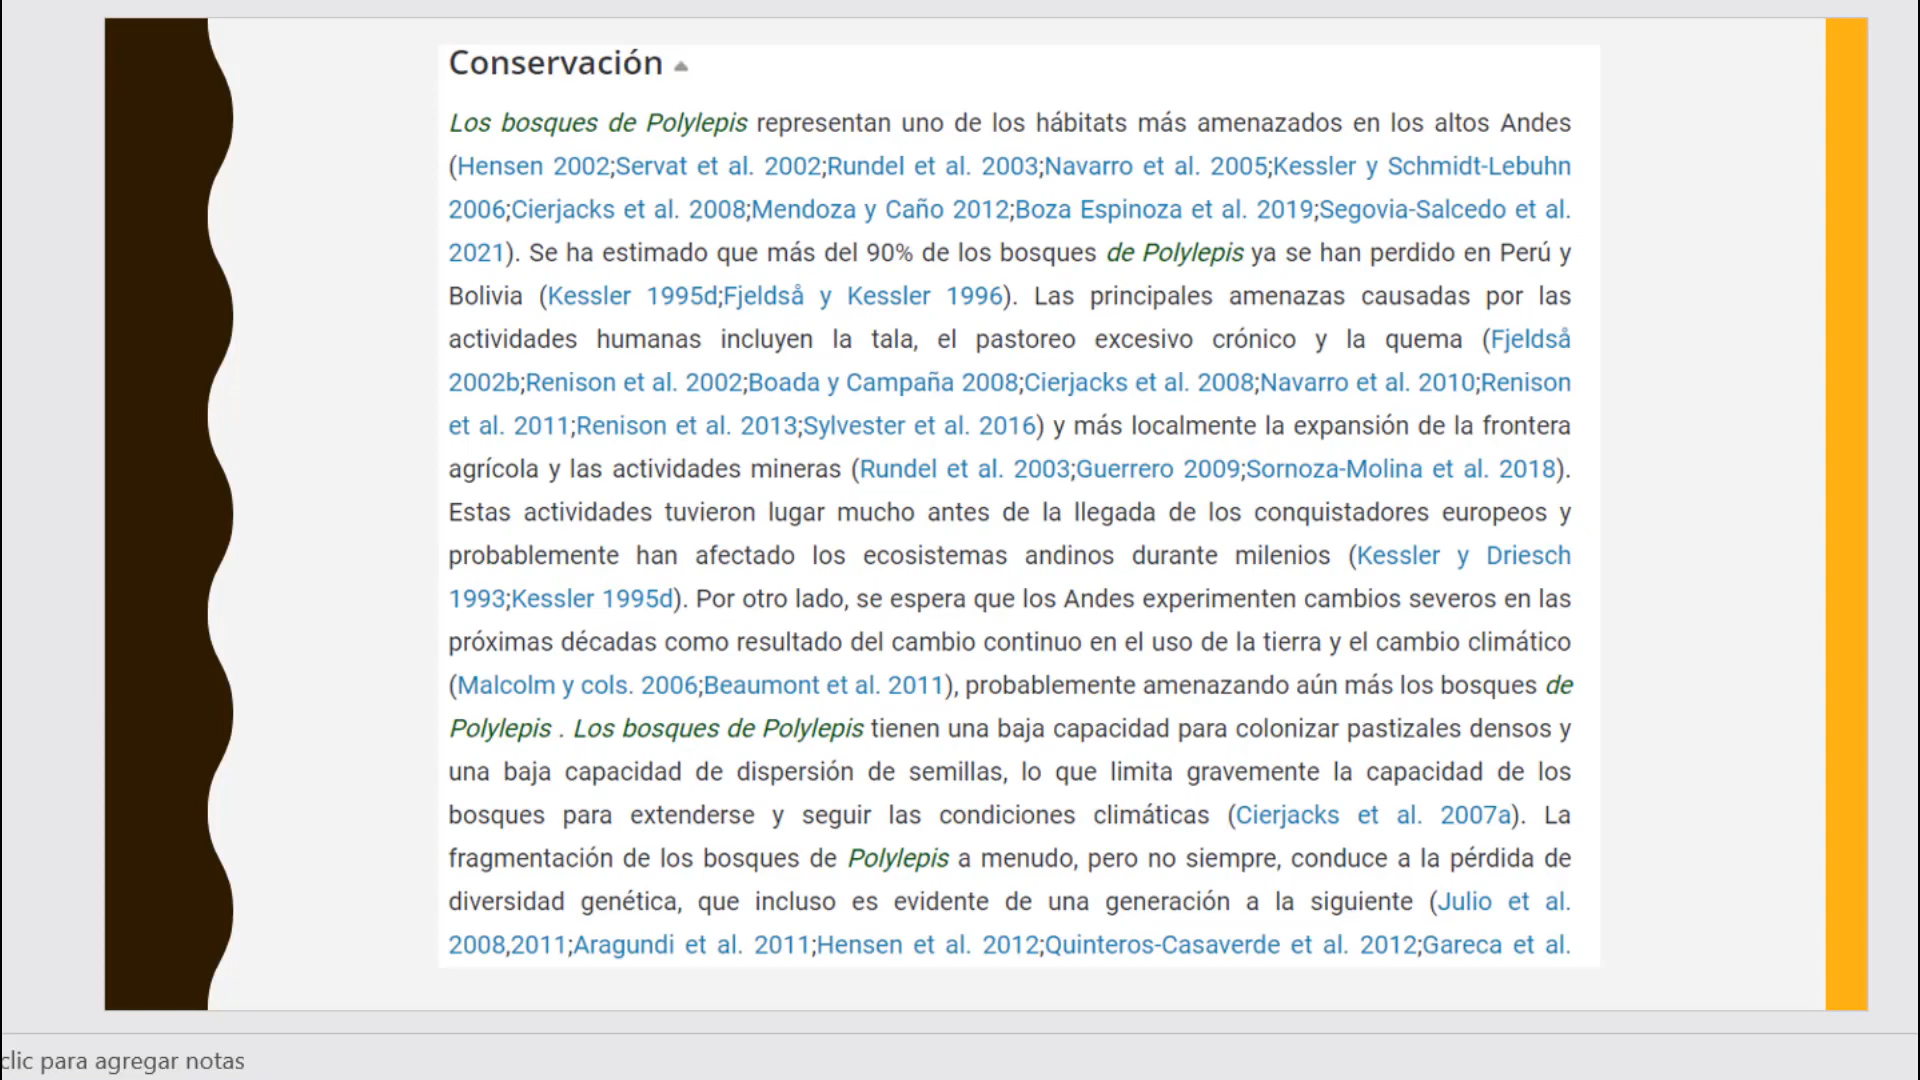 Conservación
Los bosques de Polylepis representan uno de los hábitats más amenazados en los altos Andes
(Hensen 2002;Servat et al. 2002;Rundel et al. 2003;Navarro et al. 2005;Kessler y Schmidt-Lebuhn
2006;Cierjacks et al. 2008;Mendoza y Caño 2012;Boza Espinoza et al. 2019;Segovia-Salcedo et al.
2021). Se ha estimado que más del 90% de los bosques de Polylepis ya se han perdido en Perú y
Bolivia (Kessler 1995d;Fjeldså y Kessler 1996). Las principales amenazas causadas por las
actividades humanas incluyen la tala, el pastoreo excesivo crónico y la quema (Fjeldså
2002b;Renison et al. 2002;Boada y Campaña 2008;Cierjacks et al. 2008;Navarro et al. 2010;Renison
et al. 2011;Renison et al. 2013;Sylvester et al. 2016) y más localmente la expansión de la frontera
agrícola y las actividades mineras (Rundel et al. 2003;Guerrero 2009;Sornoza-Molina et al. 2018).
Estas actividades tuvieron lugar mucho antes de la llegada de los conquistadores europeos y
probablemente han afectado los ecosistemas andinos durante milenios (Kessler y Driesch
1993;Kessler 1995d). Por otro lado, se espera que los Andes experimenten cambios severos en las
próximas décadas como resultado del cambio continuo en el uso de la tierra y el cambio climático
(Malcolm y cols. 2006;Beaumont et al. 2011), probablemente amenazando aún más los bosques de
Polylepis . Los bosques de Polylepis tienen una baja capacidad para colonizar pastizales densos y
una baja capacidad de dispersión de semillas, lo que limita gravemente la capacidad de los
bosques para extenderse y seguir las condiciones climáticas (Cierjacks et al. 2007a). La
fragmentación de los bosques de Polylepis a menudo, pero no siempre, conduce a la pérdida de
diversidad genética, que incluso es evidente de una generación a la siguiente (Julio et al.
2008,2011;Aragundi et al. 2011;Hensen et al. 2012;Quinteros-Casaverde et al. 2012;Gareca et al.
clic para agregar notas